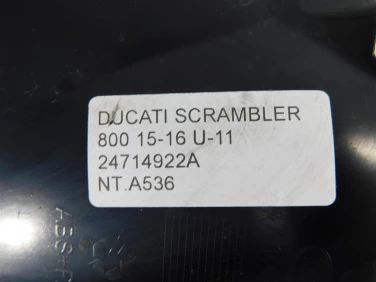 DUCATI SCRAMBLER
800 15-16 U-11
24714922A
NT.A536